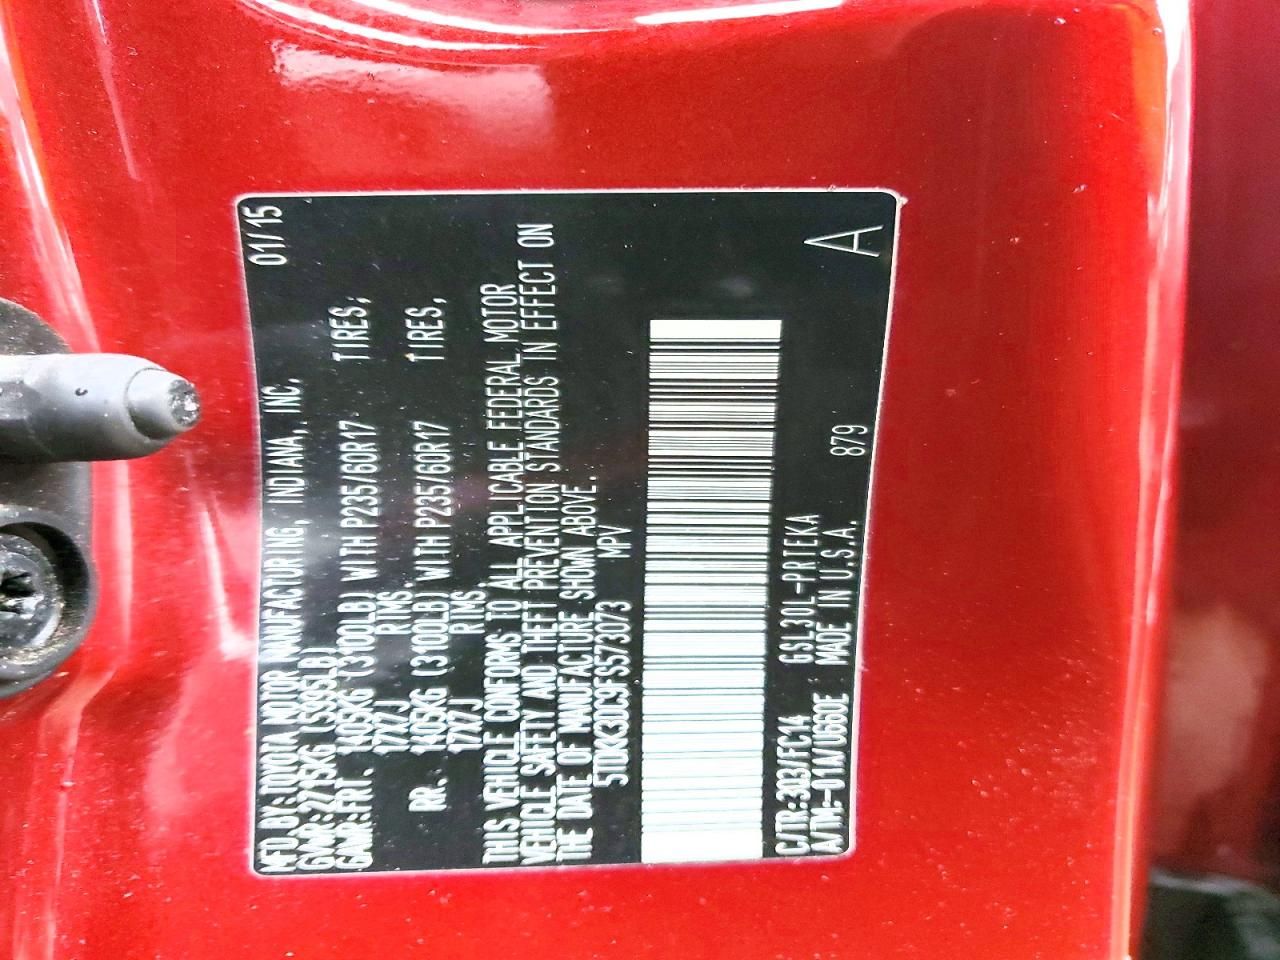 MFD.BY:TOYOTA MOTOR MANUFACTURING, INDIANA, INC. 01/15
GVWR:2715KG (5995LB)
GAWR:FRT. 1405KG (3100LB) WITH P235/60R17 TIRES,
17X7J RIMS.
RR. 1405KG (3100LB) WITH P235/60R17 TIRES,
17X7J RIMS.
THIS VEHICLE CONFORMS TO ALL APPLICABLE FEDERAL MOTOR
VEHICLE SAFETY AND THEFT PREVENTION STANDARDS IN EFFECT ON
THE DATE OF MANUFACTURE SHOWN ABOVE.
5TDKK3DC9FS573073 MPV
C/TR:3Q3/FC14 GSL30L-PRTEKA
A/TM:-01A/U660E MADE IN U.S.A. 879 A